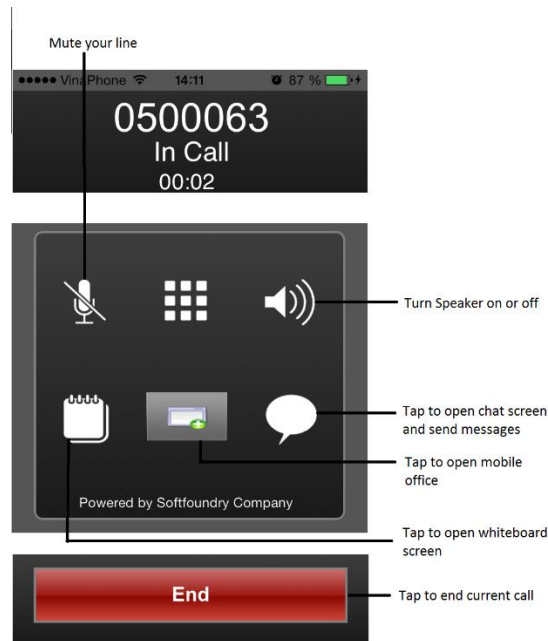 Mute your line
VinaPhone 14:11 87 %
0500063
In Call
00:02
Turn Speaker on or off
Tap to open chat screen
and send messages
Tap to open mobile
office
Powered by Softfoundry Company
Tap to open whiteboard
screen
End
Tap to end current call